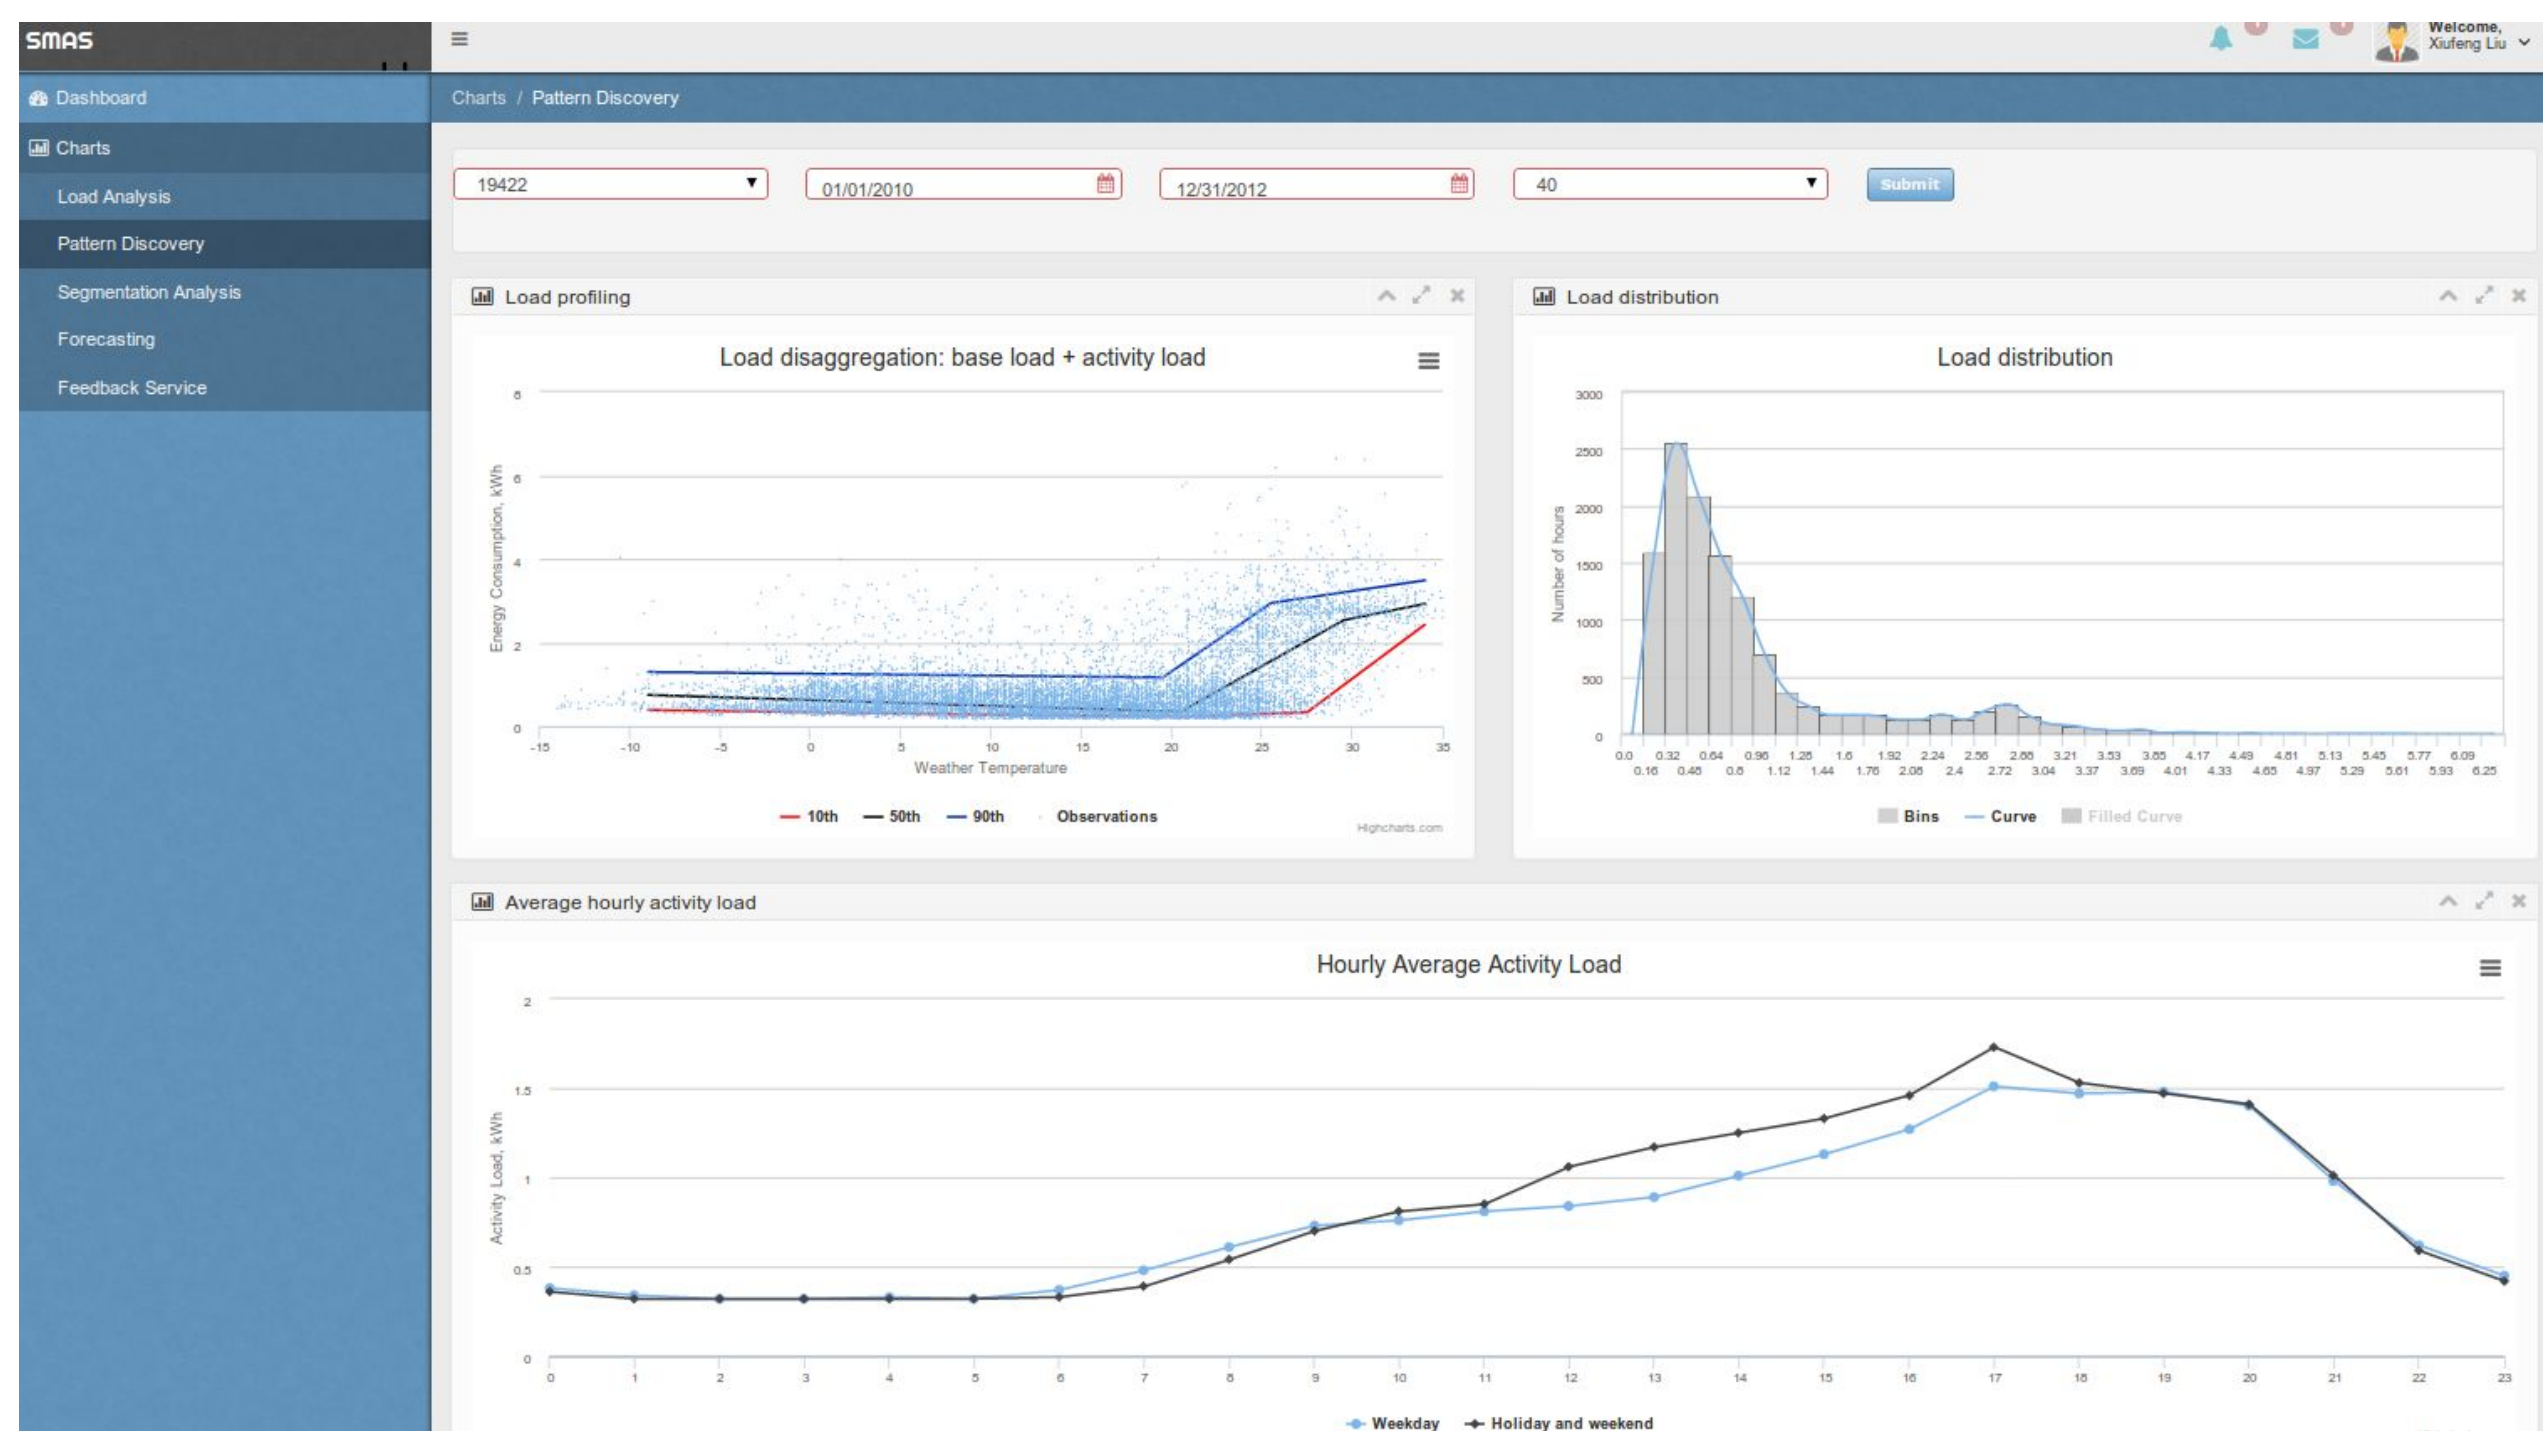 SMAS
Welcome,
Xiufeng Liu
Dashboard
Charts / Pattern Discovery
Charts
Load Analysis
Pattern Discovery
Segmentation Analysis
Forecasting
Feedback Service
19422
01/01/2010
12/31/2012
40
Submit
Load profiling
Load disaggregation: base load + activity load
Energy Consumption, kWh
8
6
4
2
0
-15 -10 -5 0 5 10 15 20 25 30 35
Weather Temperature
10th 50th 90th Observations
Highcharts.com
Load distribution
Load distribution
Number of hours
3000
2500
2000
1500
1000
500
0
0.0 0.32 0.64 0.96 1.28 1.6 1.92 2.24 2.56 2.88 3.21 3.53 3.85 4.17 4.49 4.81 5.13 5.45 5.77 6.09
0.16 0.48 0.8 1.12 1.44 1.76 2.08 2.4 2.72 3.04 3.37 3.69 4.01 4.33 4.65 4.97 5.29 5.61 5.93 6.25
Bins Curve Filled Curve
Average hourly activity load
Hourly Average Activity Load
Activity Load, kWh
2
1.5
1
0.5
0
0 1 2 3 4 5 6 7 8 9 10 11 12 13 14 15 16 17 18 19 20 21 22 23
Weekday Holiday and weekend